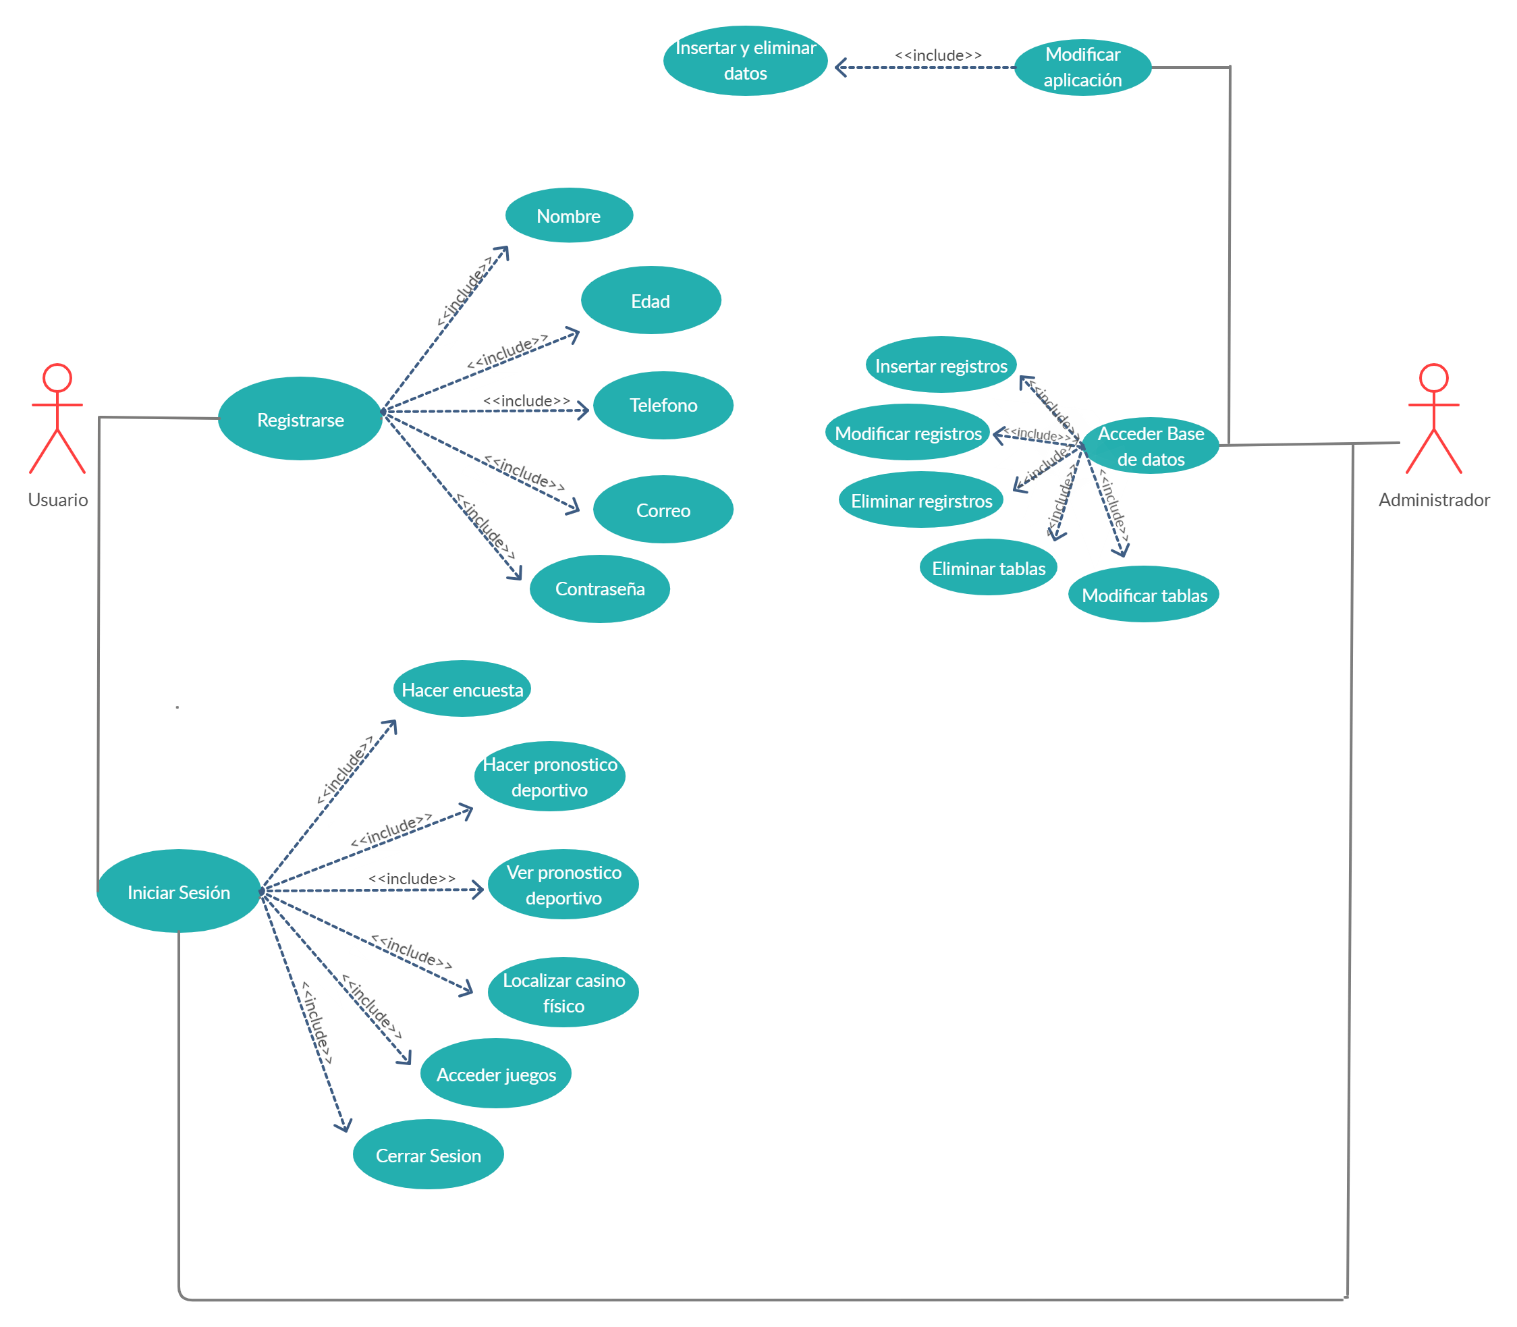 Insertar y eliminar
datos
<<include>>
Modificar
aplicación
Nombre
<<include>>
Edad
<<include>>
Telefono
<<include>>
Registrarse
Correo
<<include>>
Contraseña
<<include>>
Usuario
Insertar registros
<<include>>
Modificar registros
<<include>>
Acceder Base
de datos
Eliminar regirstros
<<include>>
Eliminar tablas
<<include>>
Modificar tablas
<<include>>
Administrador
Hacer encuesta
<<include>>
Hacer pronostico
deportivo
<<include>>
Ver pronostico
deportivo
<<include>>
Iniciar Sesión
Localizar casino
físico
<<include>>
Acceder juegos
<<include>>
Cerrar Sesion
<<include>>